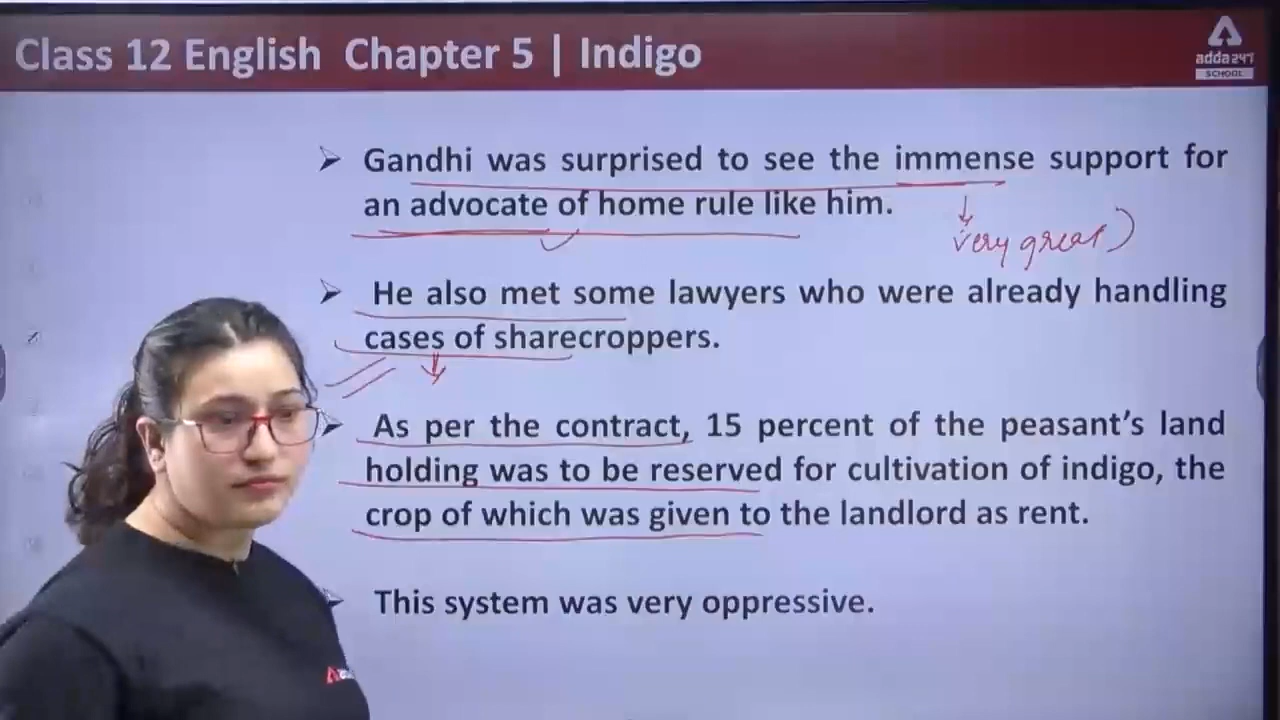 Class 12 English Chapter 5 | Indigo
adda247
SCHOOL
Gandhi was surprised to see the immense support for
an advocate of home rule like him.
very great)
He also met some lawyers who were already handling
cases of sharecroppers.
As per the contract, 15 percent of the peasant's land
holding was to be reserved for cultivation of indigo, the
crop of which was given to the landlord as rent.
This system was very oppressive.